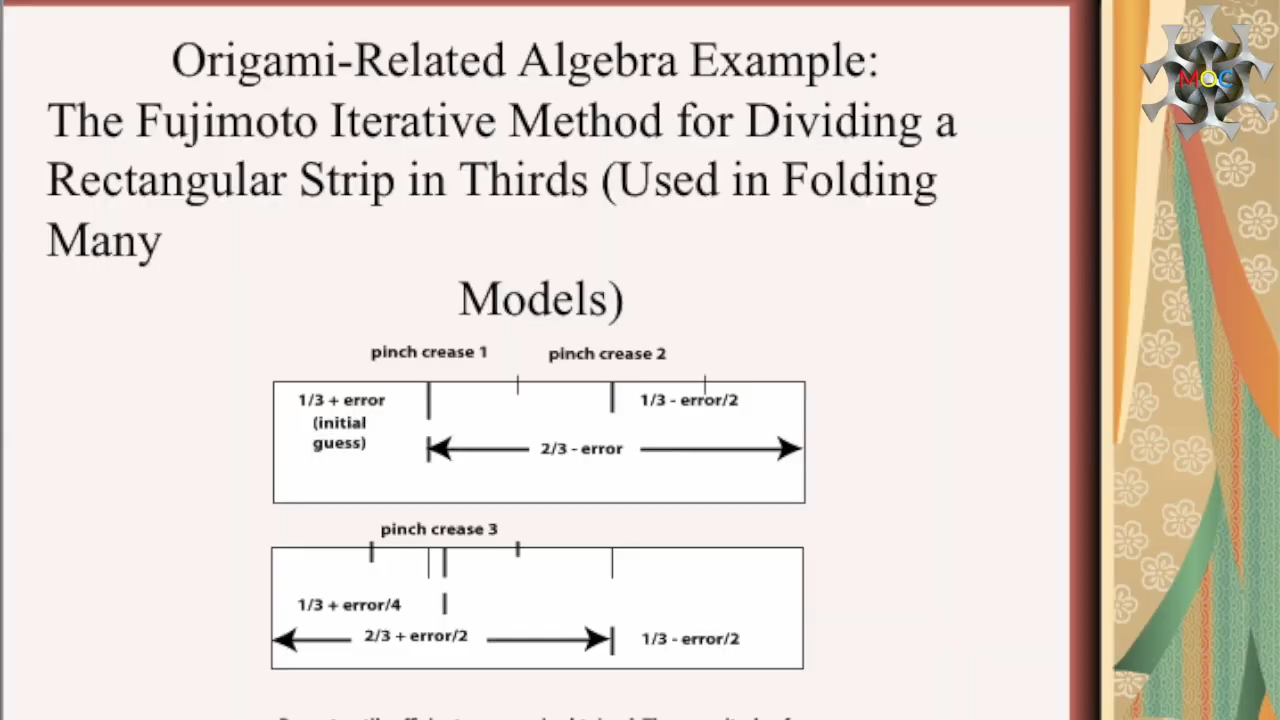 MOC
Origami-Related Algebra Example:
The Fujimoto Iterative Method for Dividing a
Rectangular Strip in Thirds (Used in Folding
Many
Models)
pinch crease 1 pinch crease 2
1/3 + error
(initial
guess)
1/3 - error/2
2/3 - error
pinch crease 3
1/3 + error/4
2/3 + error/2
1/3 - error/2